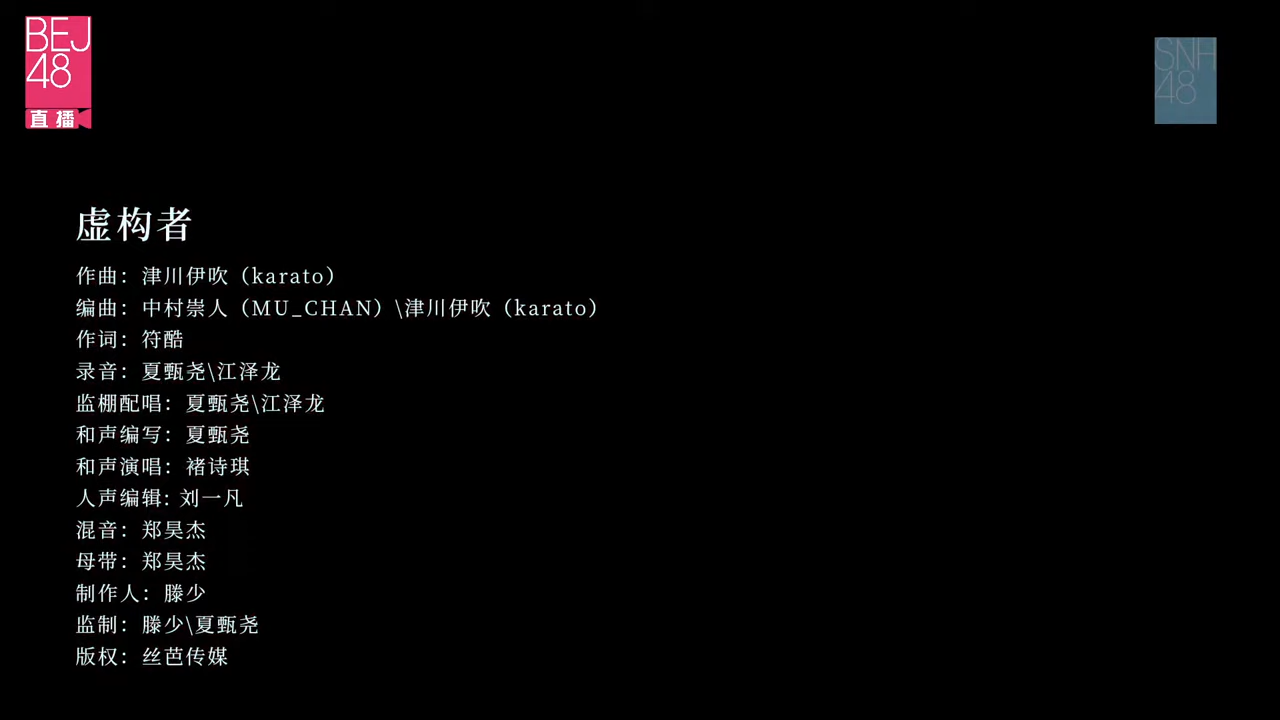 BEJ
48
直播
SNH
48
虚构者
作曲：津川伊吹（karato）
编曲：中村崇人（MU_CHAN）\津川伊吹（karato）
作词：符酷
录音：夏甄尧\江泽龙
监棚配唱：夏甄尧\江泽龙
和声编写：夏甄尧
和声演唱：褚诗琪
人声编辑: 刘一凡
混音：郑昊杰
母带：郑昊杰
制作人：滕少
监制：滕少\夏甄尧
版权：丝芭传媒